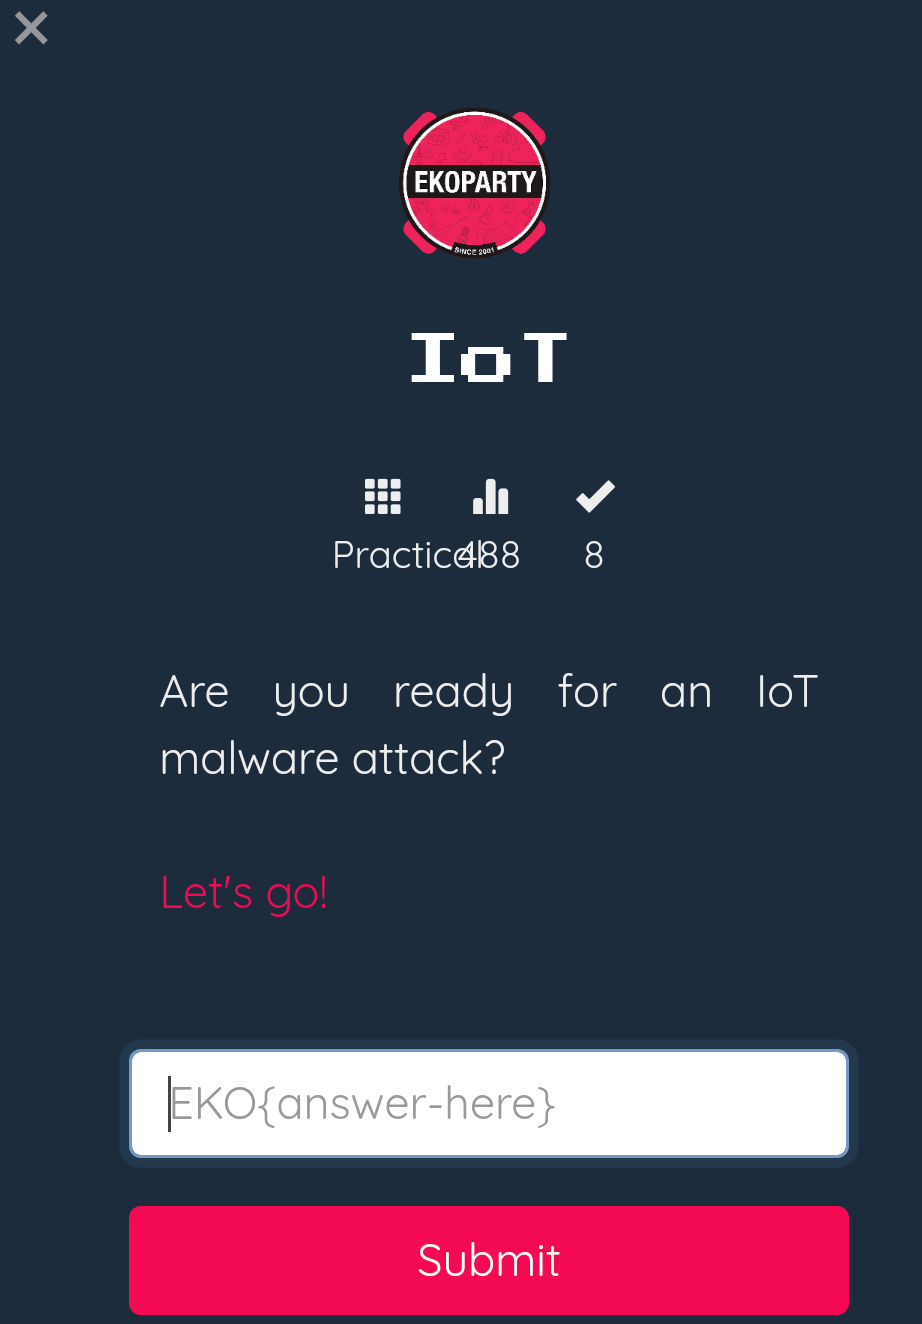 EKOPARTY
SINCE 2001
IoT
Practical 488 8
Are you ready for an IoT
malware attack?
Let's go!
EKO{answer-here}
Submit